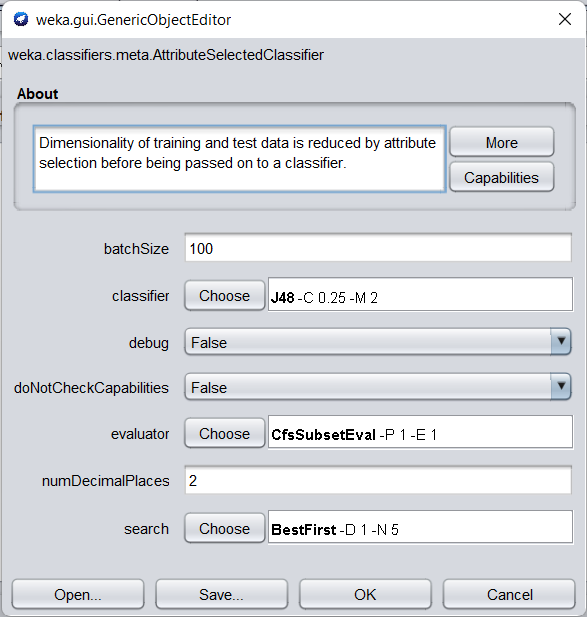 weka.gui.GenericObjectEditor
weka.classifiers.meta.AttributeSelectedClassifier
About
Dimensionality of training and test data is reduced by attribute
selection before being passed on to a classifier.
More
Capabilities
batchSize 100
classifier Choose J48 -C 0.25 -M 2
debug False
doNotCheckCapabilities False
evaluator Choose CfsSubsetEval -P 1 -E 1
numDecimalPlaces 2
search Choose BestFirst -D 1 -N 5
Open... Save... OK Cancel